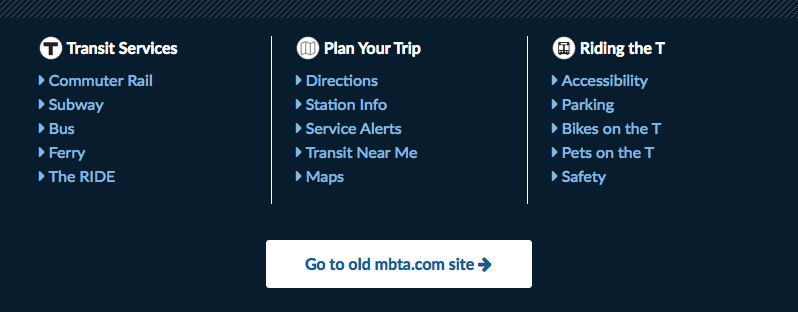 Transit Services
Commuter Rail
Subway
Bus
Ferry
The RIDE
Plan Your Trip
Directions
Station Info
Service Alerts
Transit Near Me
Maps
Riding the T
Accessibility
Parking
Bikes on the T
Pets on the T
Safety
Go to old mbta.com site